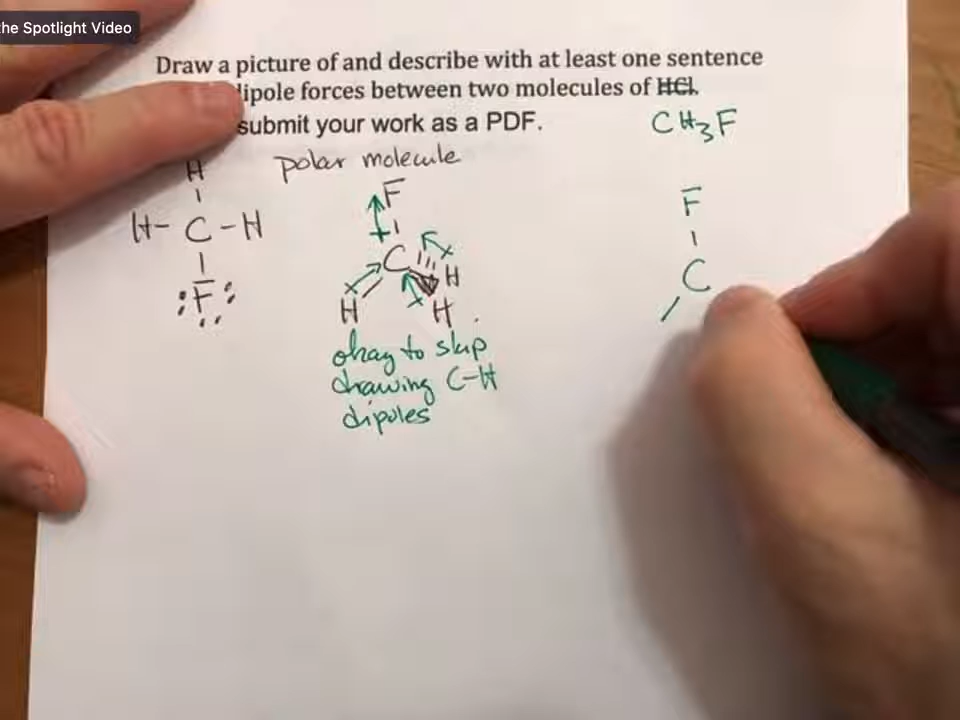 the Spotlight Video
Draw a picture of and describe with at least one sentence
dipole forces between two molecules of HCl.
submit your work as a PDF.
CH3F
polar molecule
H
H- C -H
:F:
F
C
H
H H
okay to skip
drawing C-H
dipoles
F
C